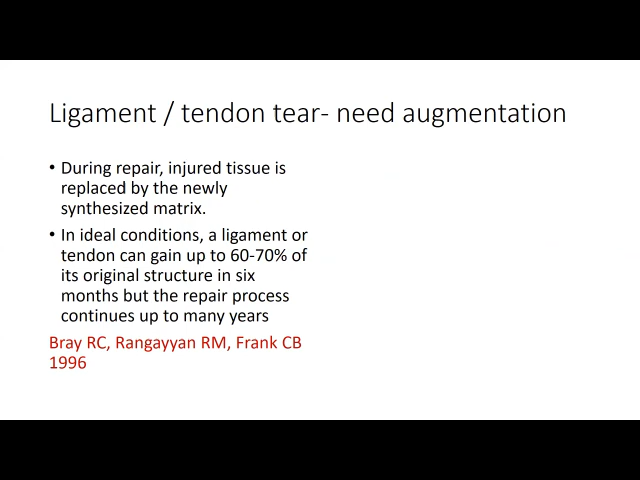 Ligament / tendon tear- need augmentation
• During repair, injured tissue is
replaced by the newly
synthesized matrix.
• In ideal conditions, a ligament or
tendon can gain up to 60-70% of
its original structure in six
months but the repair process
continues up to many years
Bray RC, Rangayyan RM, Frank CB
1996